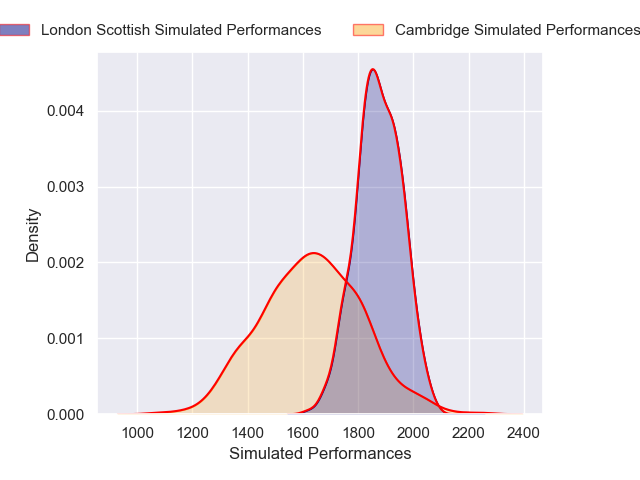 London Scottish Simulated Performances Cambridge Simulated Performances
0.004
0.003
0.002
0.001
0.000
Density
1000 1200 1400 1600 1800 2000 2200 2400
Simulated Performances